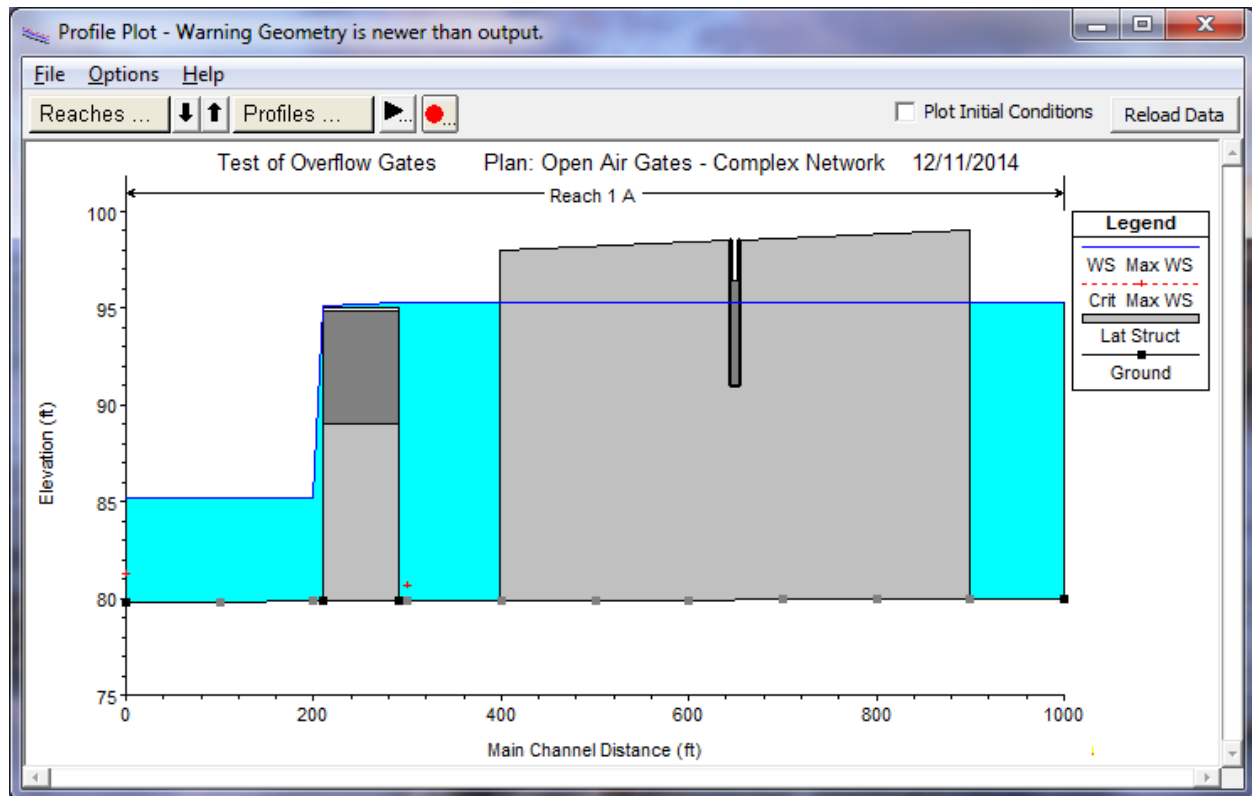 Profile Plot - Warning Geometry is newer than output.
File Options Help
Reaches ... Profiles ... ... ... Plot Initial Conditions Reload Data
Test of Overflow Gates Plan: Open Air Gates - Complex Network 12/11/2014
Reach 1 A
Legend
WS Max WS
Crit Max WS
Lat Struct
Ground
Elevation (ft)
100
95
90
85
80
75
0 200 400 600 800 1000
Main Channel Distance (ft)